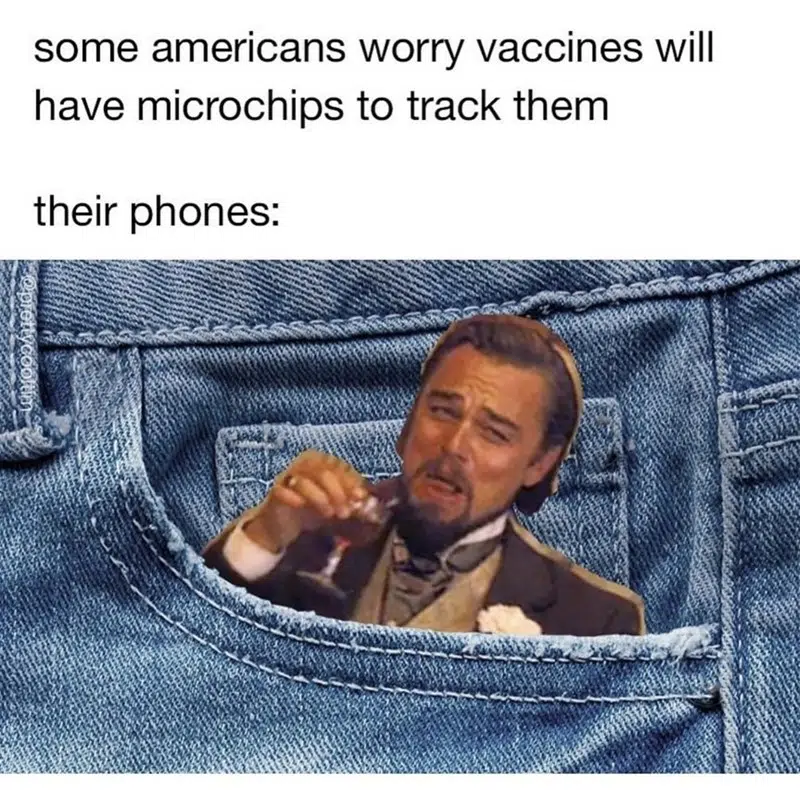 some americans worry vaccines will
have microchips to track them
their phones: